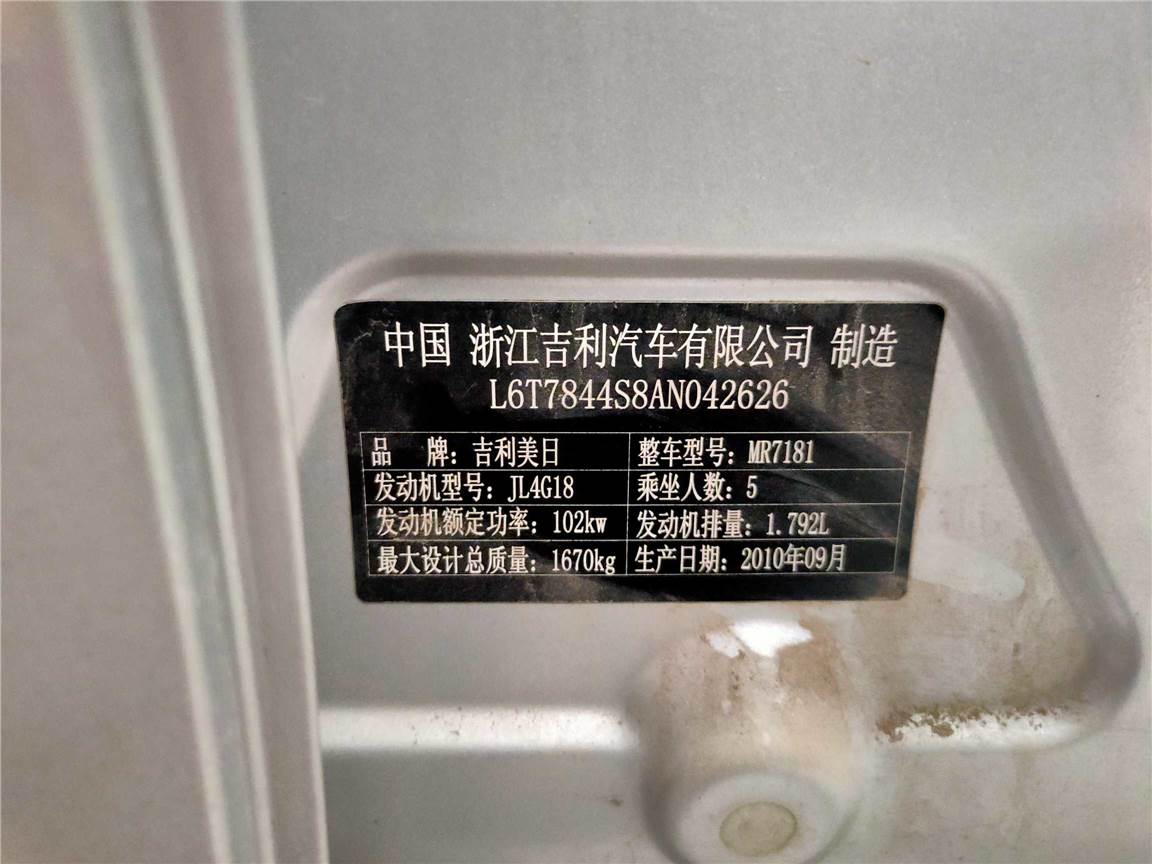 中国 浙江吉利汽车有限公司 制造
L6T7844S8AN042626
品 牌: 吉利美日 整车型号: MR7181
发动机型号: JL4G18 乘坐人数: 5
发动机额定功率: 102kw 发动机排量: 1.792L
最大设计总质量: 1670kg 生产日期: 2010年09月